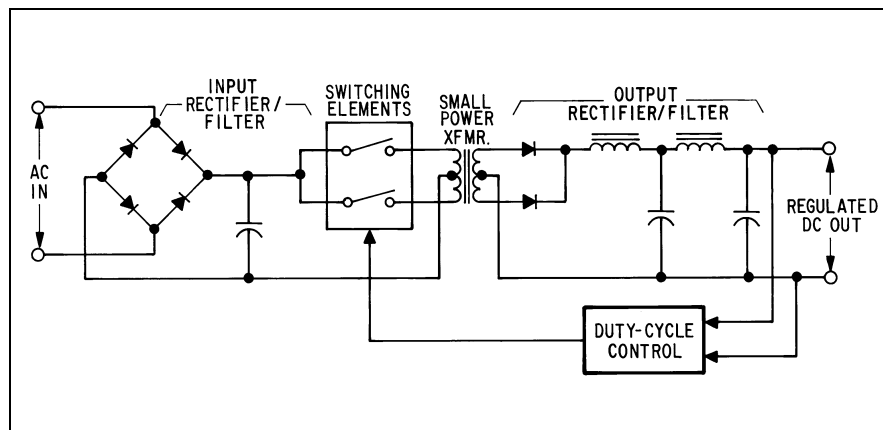 INPUT
RECTIFIER/
FILTER
SWITCHING
ELEMENTS
SMALL
POWER
XFMR.
OUTPUT
RECTIFIER/FILTER
AC
IN
REGULATED
DC OUT
DUTY-CYCLE
CONTROL